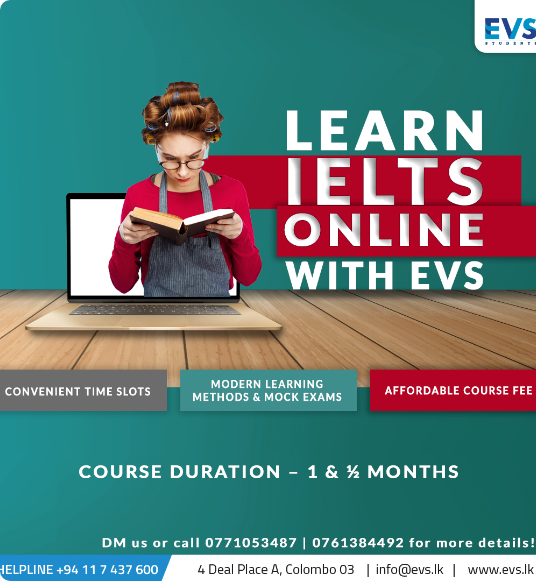 EVS
STUDENT
LEARN
IELTS
ONLINE
WITH EVS
CONVENIENT TIME SLOTS
MODERN LEARNING
METHODS & MOCK EXAMS
AFFORDABLE COURSE FEE
COURSE DURATION – 1 & ½ MONTHS
DM us or call 0771053487 | 0761384492 for more details!
HELPLINE +94 11 7 437 600
4 Deal Place A, Colombo 03 | info@evs.lk | www.evs.lk